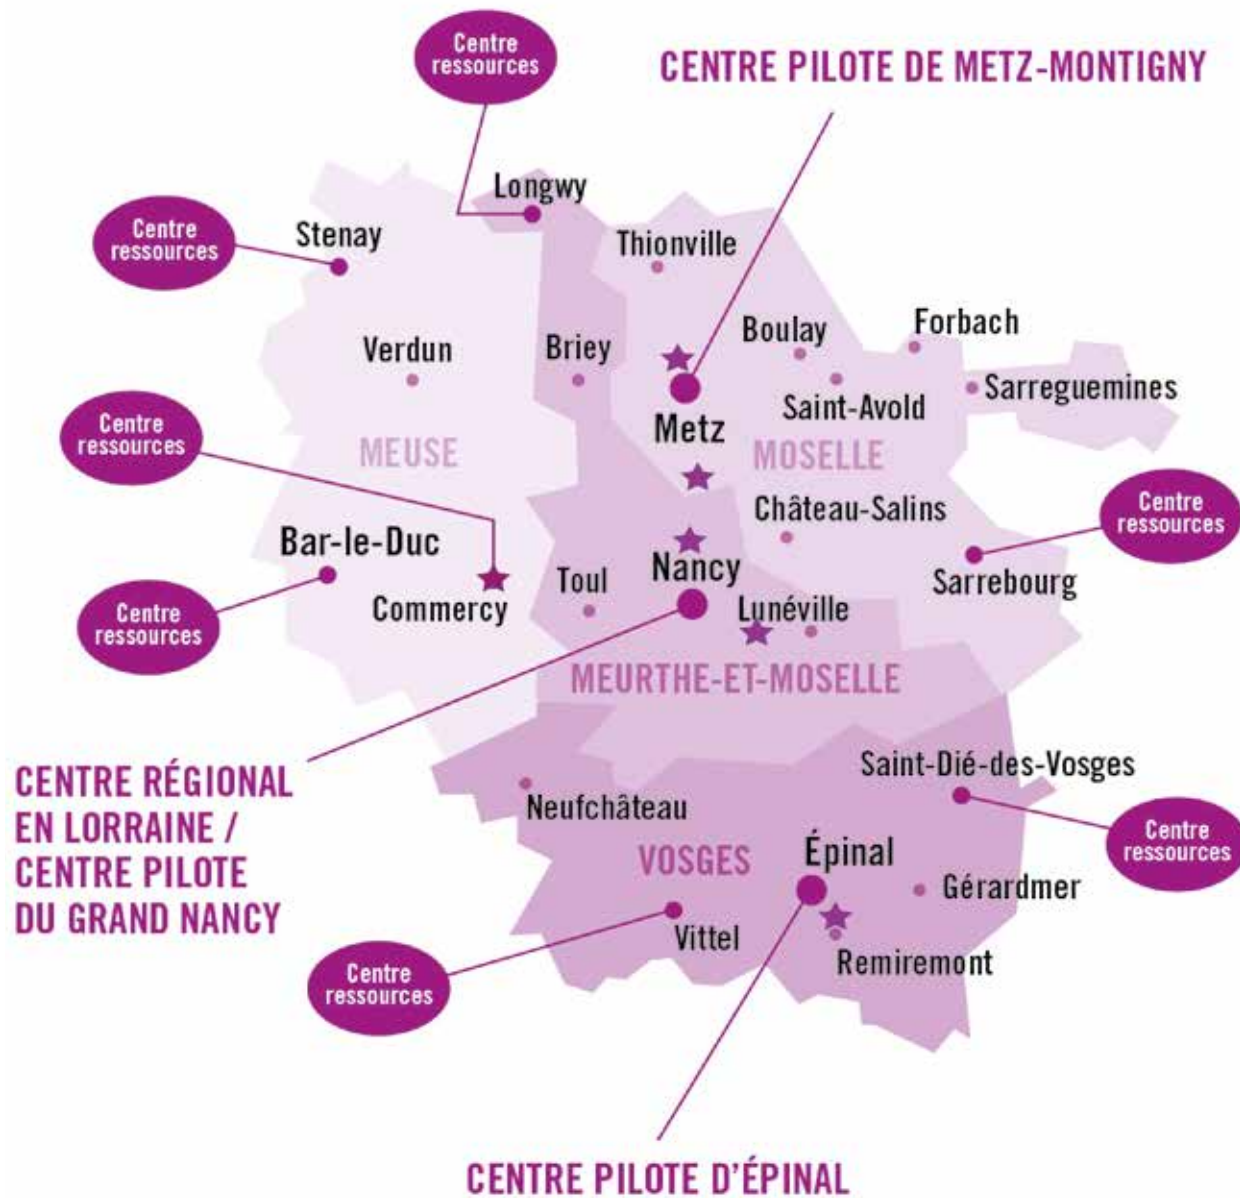 Centre
ressources
CENTRE PILOTE DE METZ-MONTIGNY
Longwy
Centre
ressources
Stenay
Thionville
Forbach
Boulay
Verdun
Briey
Sarreguemines
Saint-Avold
Centre
ressources
Metz
MEUSE
MOSELLE
Centre
ressources
Château-Salins
Bar-le-Duc
Nancy
Toul
Sarrebourg
Commercy
Lunéville
Centre
ressources
MEURTHE-ET-MOSELLE
Saint-Dié-des-Vosges
CENTRE RÉGIONAL
EN LORRAINE /
CENTRE PILOTE
DU GRAND NANCY
Neufchâteau
Centre
ressources
VOSGES
Épinal
Gérardmer
Vittel
Remiremont
Centre
ressources
CENTRE PILOTE D'ÉPINAL